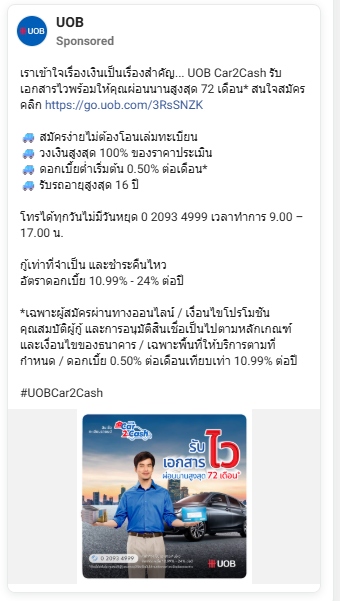 UOB
UOB
Sponsored
เราเข้าใจเรื่องเงินเป็นเรื่องสำคัญ... UOB Car2Cash รับ
เอกสารไวพร้อมให้คุณผ่อนนานสูงสุด 72 เดือน* สนใจสมัคร
คลิก https://go.uob.com/3RsSNZK
🚙 สมัครง่ายไม่ต้องโอนเล่มทะเบียน
🚙 วงเงินสูงสุด 100% ของราคาประเมิน
🚙 ดอกเบี้ยต่ำเริ่มต้น 0.50% ต่อเดือน*
🚙 รับรถอายุสูงสุด 16 ปี
โทรได้ทุกวันไม่มีวันหยุด 0 2093 4999 เวลาทำการ 9.00 –
17.00 น.
กู้เท่าที่จำเป็น และชำระคืนไหว
อัตราดอกเบี้ย 10.99% - 24% ต่อปี
*เฉพาะผู้สมัครผ่านทางออนไลน์ / เงื่อนไขโปรโมชัน
คุณสมบัติผู้กู้ และการอนุมัติสินเชื่อเป็นไปตามหลักเกณฑ์
และเงื่อนไขของธนาคาร / เฉพาะพื้นที่ให้บริการตามที่
กำหนด / ดอกเบี้ย 0.50% ต่อเดือนเทียบเท่า 10.99% ต่อปี
#UOBCar2Cash
Car
2Cash
รับ
เอกสาร ไว
ผ่อนนานสูงสุด 72 เดือน*
0 2093 4999
UOB